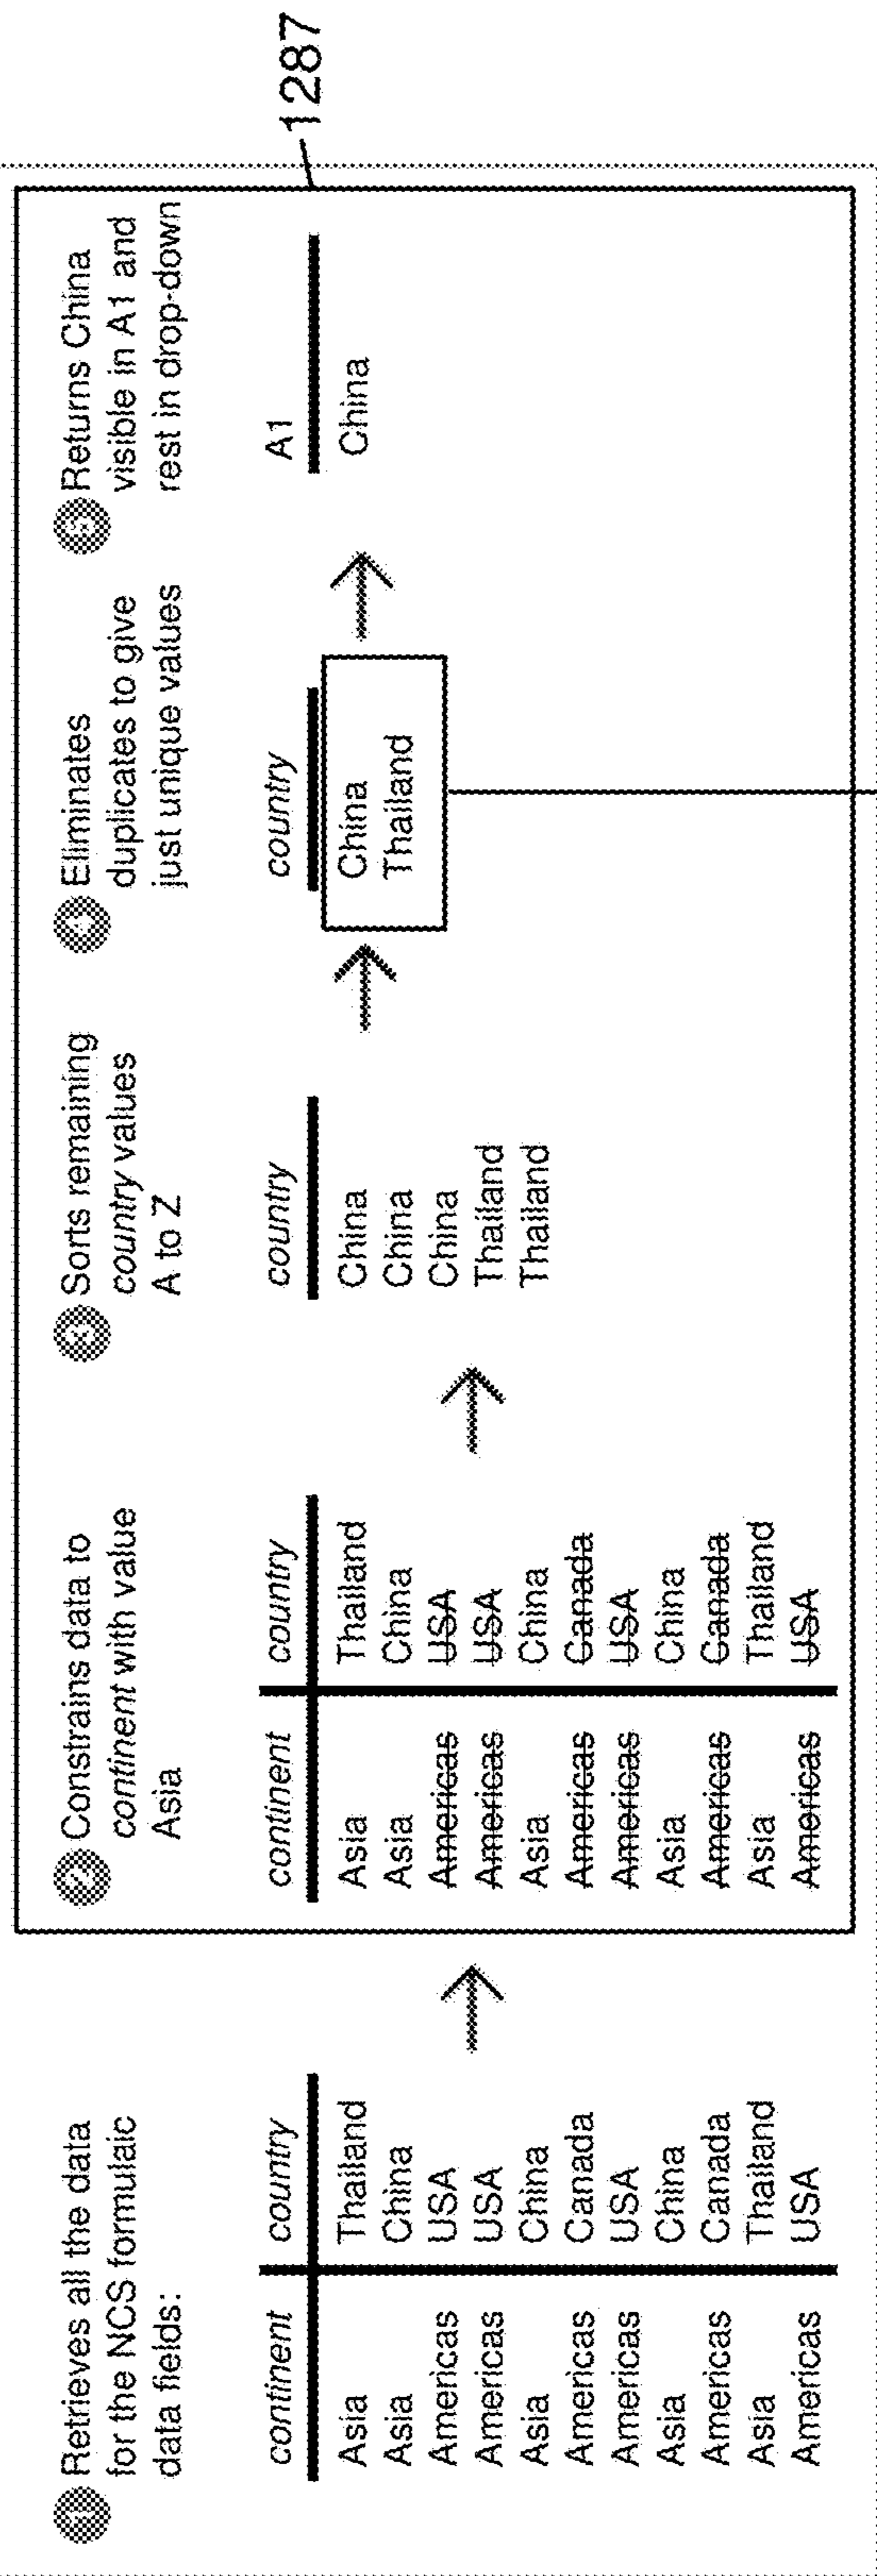 1 Retrieves all the data
for the NCS formulaic
data fields:
continent country
Asia Thailand
Asia China
Americas USA
Americas USA
Asia China
Americas Canada
Americas USA
Asia China
Americas Canada
Asia Thailand
Americas USA
2 Constrains data to
continent with value
Asia
continent country
Asia Thailand
Asia China
Americas USA
Americas USA
Asia China
Americas Canada
Americas USA
Asia China
Americas Canada
Asia Thailand
Americas USA
3 Sorts remaining
country values
A to Z
country
China
China
China
Thailand
Thailand
4 Eliminates
duplicates to give
just unique values
country
China
Thailand
5 Returns China
visible in A1 and
rest in drop-down
A1
China
1287